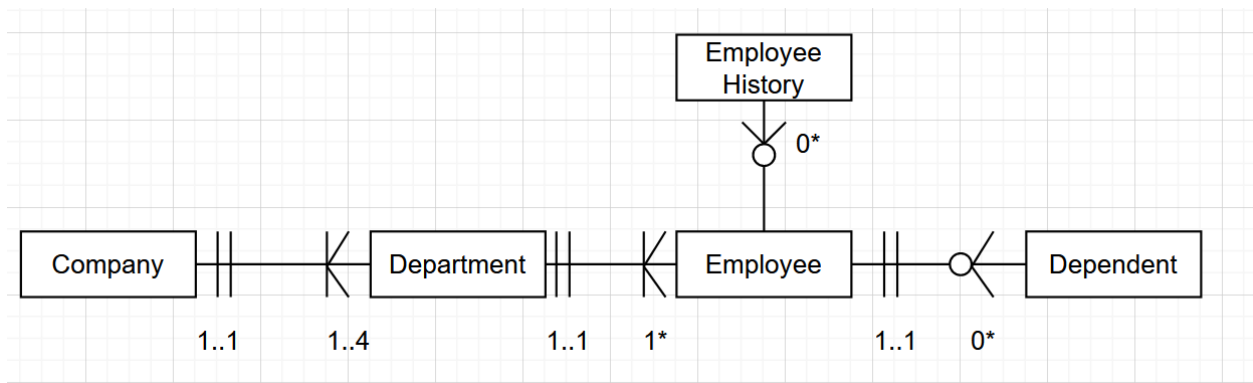 Employee
History
0*
Company
Department
Employee
Dependent
1..1
1..4
1..1
1*
1..1
0*